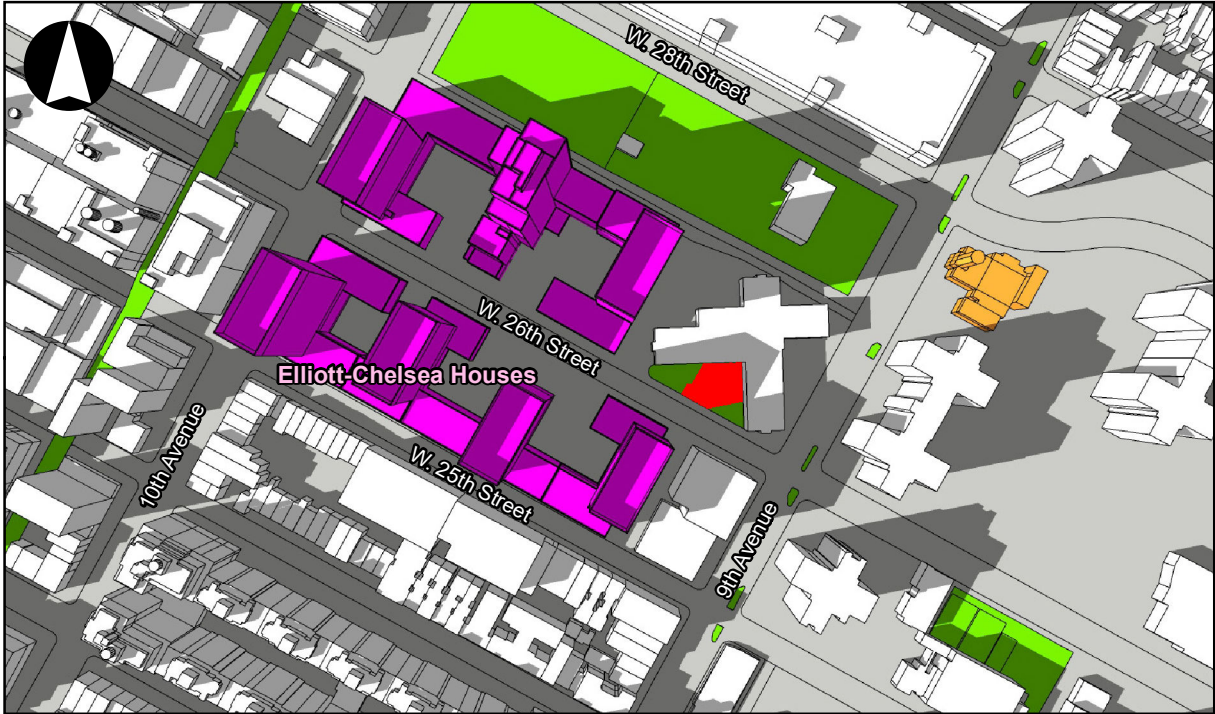 W. 28th Street
W. 26th Street
Elliott-Chelsea Houses
10th Avenue
W. 25th Street
9th Avenue